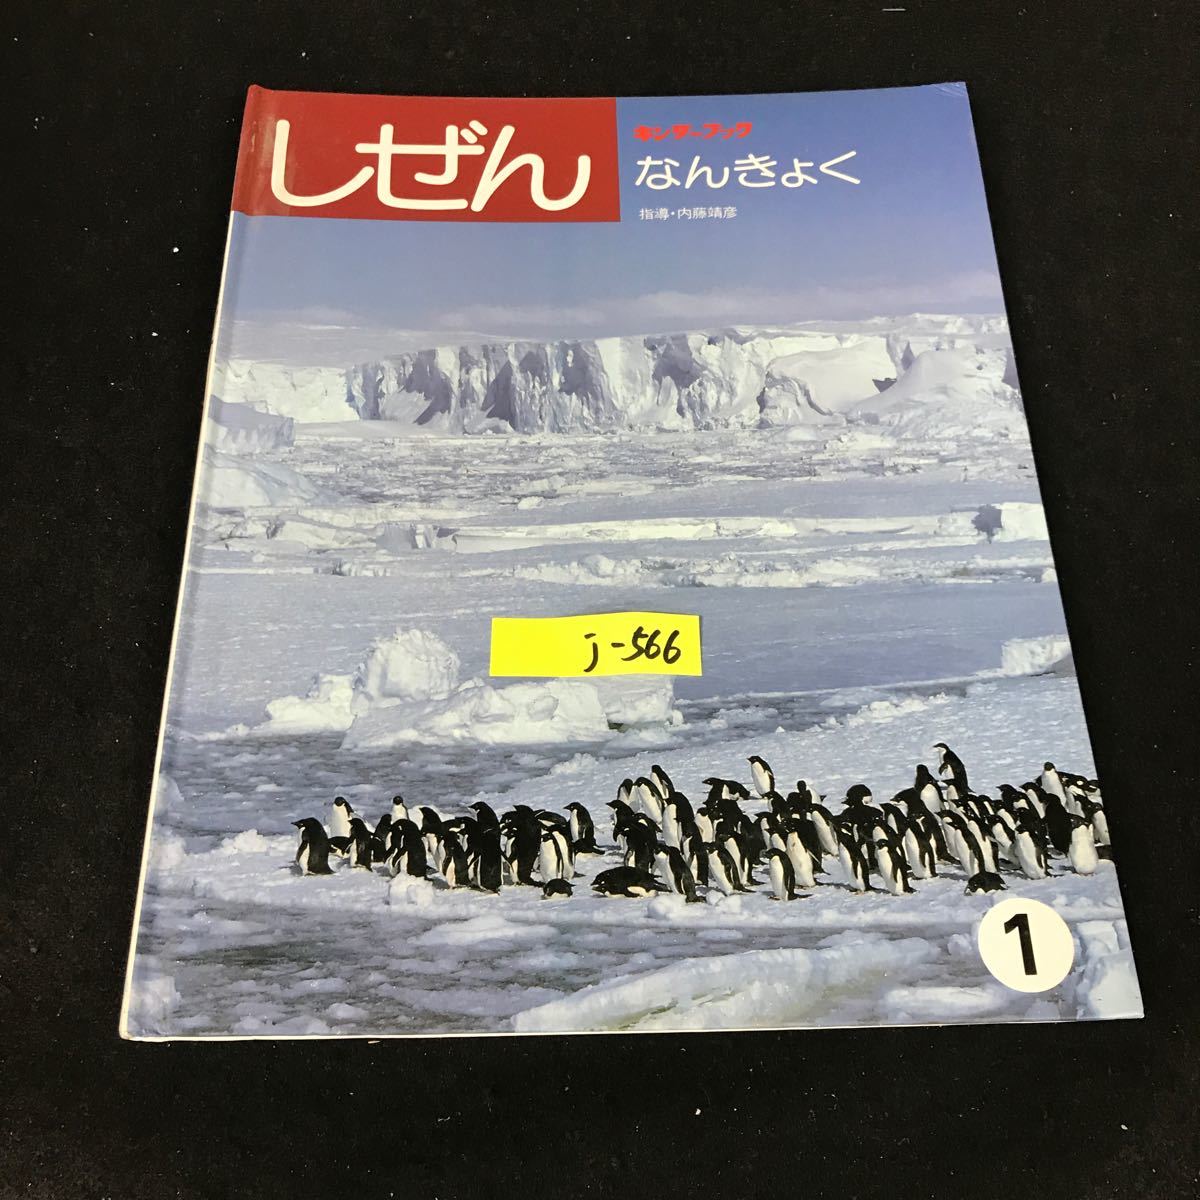 しぜん
キンダーブック
なんきょく
指導・内藤靖彦
j-566
1